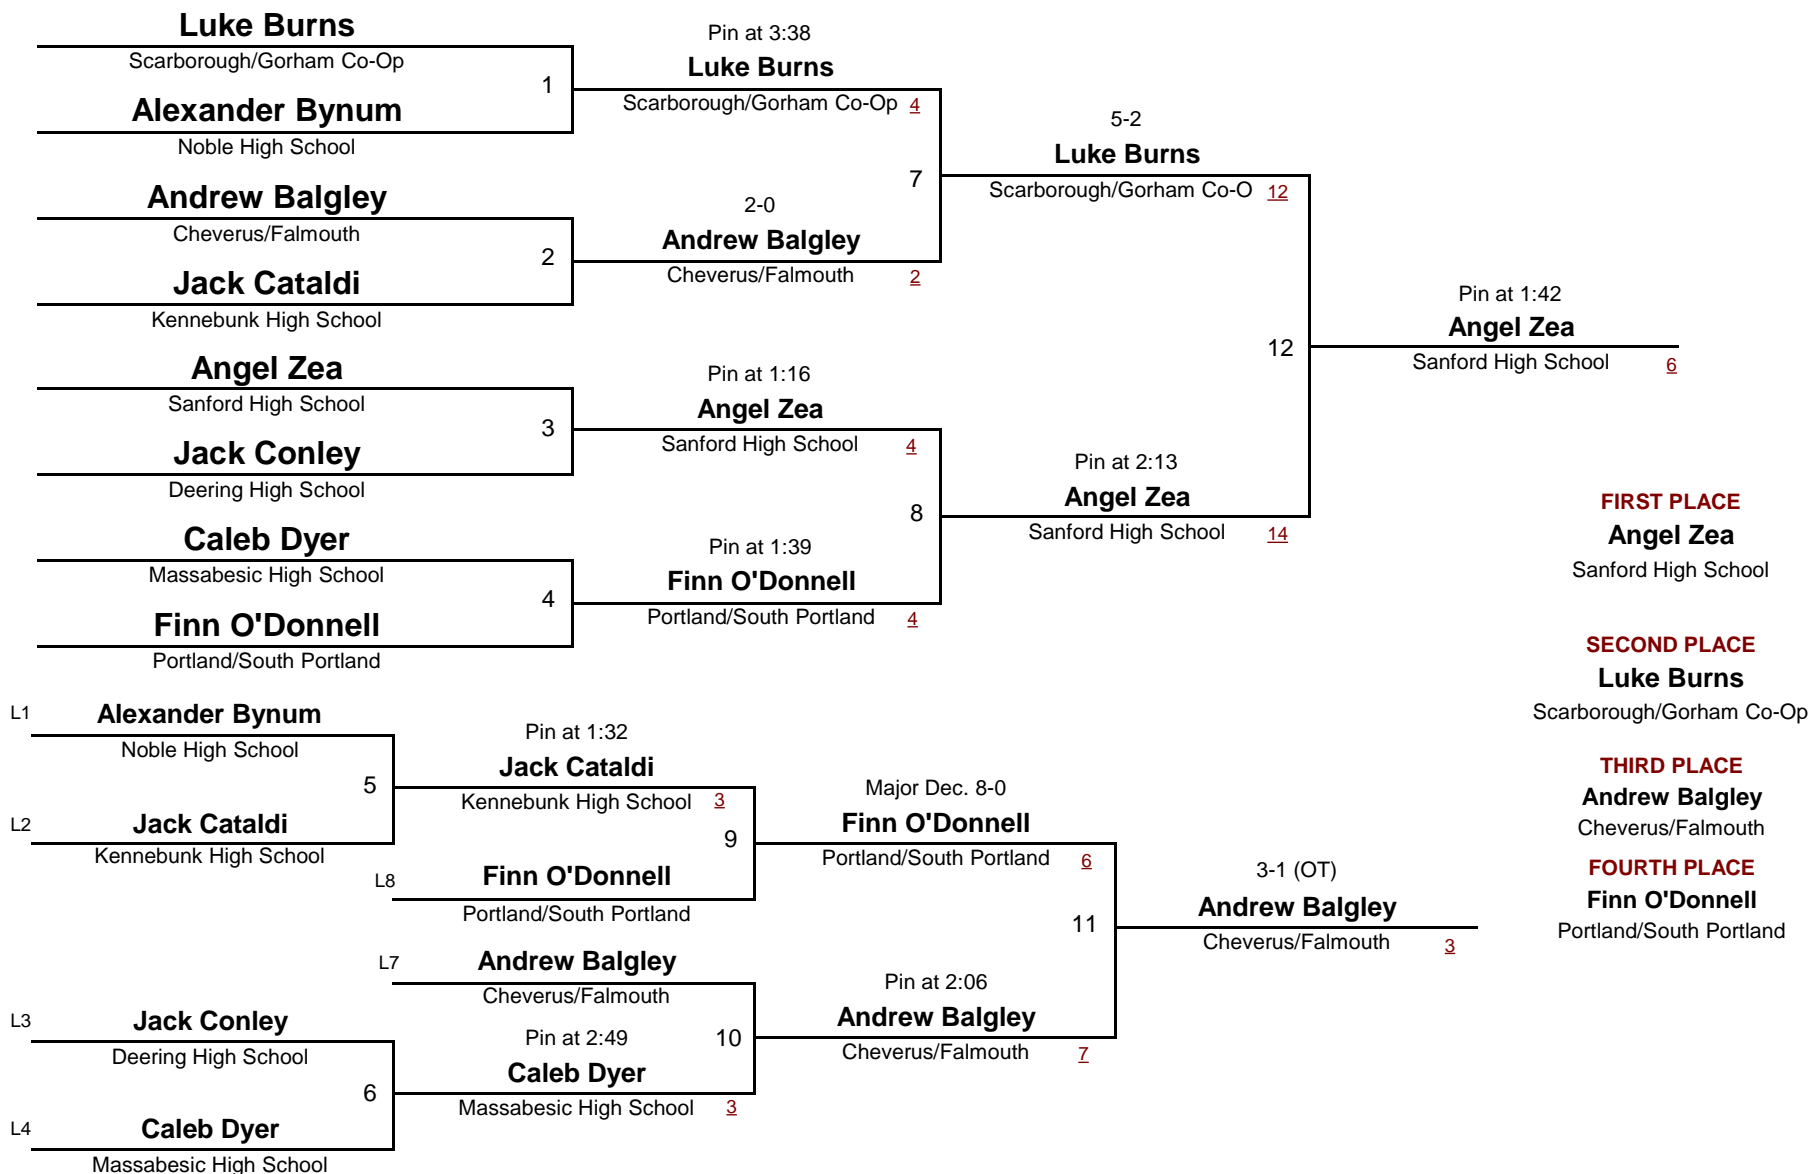 Luke Burns
Scarborough/Gorham Co-Op
1
Alexander Bynum
Noble High School
Andrew Balgley
Cheverus/Falmouth
2
Jack Cataldi
Kennebunk High School
Angel Zea
Sanford High School
3
Jack Conley
Deering High School
Caleb Dyer
Massabesic High School
4
Finn O'Donnell
Portland/South Portland
Pin at 3:38
Luke Burns
Scarborough/Gorham Co-Op 4
7
2-0
Andrew Balgley
Cheverus/Falmouth 2
Pin at 1:16
Angel Zea
Sanford High School 4
8
Pin at 1:39
Finn O'Donnell
Portland/South Portland 4
5-2
Luke Burns
Scarborough/Gorham Co-O 12
12
Pin at 2:13
Angel Zea
Sanford High School 14
Pin at 1:42
Angel Zea
Sanford High School 6
FIRST PLACE
Angel Zea
Sanford High School
SECOND PLACE
Luke Burns
Scarborough/Gorham Co-Op
THIRD PLACE
Andrew Balgley
Cheverus/Falmouth
FOURTH PLACE
Finn O'Donnell
Portland/South Portland
L1 Alexander Bynum
Noble High School
5
L2 Jack Cataldi
Kennebunk High School
L3 Jack Conley
Deering High School
6
L4 Caleb Dyer
Massabesic High School
Pin at 1:32
Jack Cataldi
Kennebunk High School 3
9
L8 Finn O'Donnell
Portland/South Portland
L7 Andrew Balgley
Cheverus/Falmouth
10
Pin at 2:49
Caleb Dyer
Massabesic High School 3
Major Dec. 8-0
Finn O'Donnell
Portland/South Portland 6
11
Pin at 2:06
Andrew Balgley
Cheverus/Falmouth 7
3-1 (OT)
Andrew Balgley
Cheverus/Falmouth 3